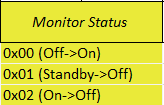 Monitor Status
0x00 (Off->On)
0x01 (Standby->Off)
0x02 (On->Off)